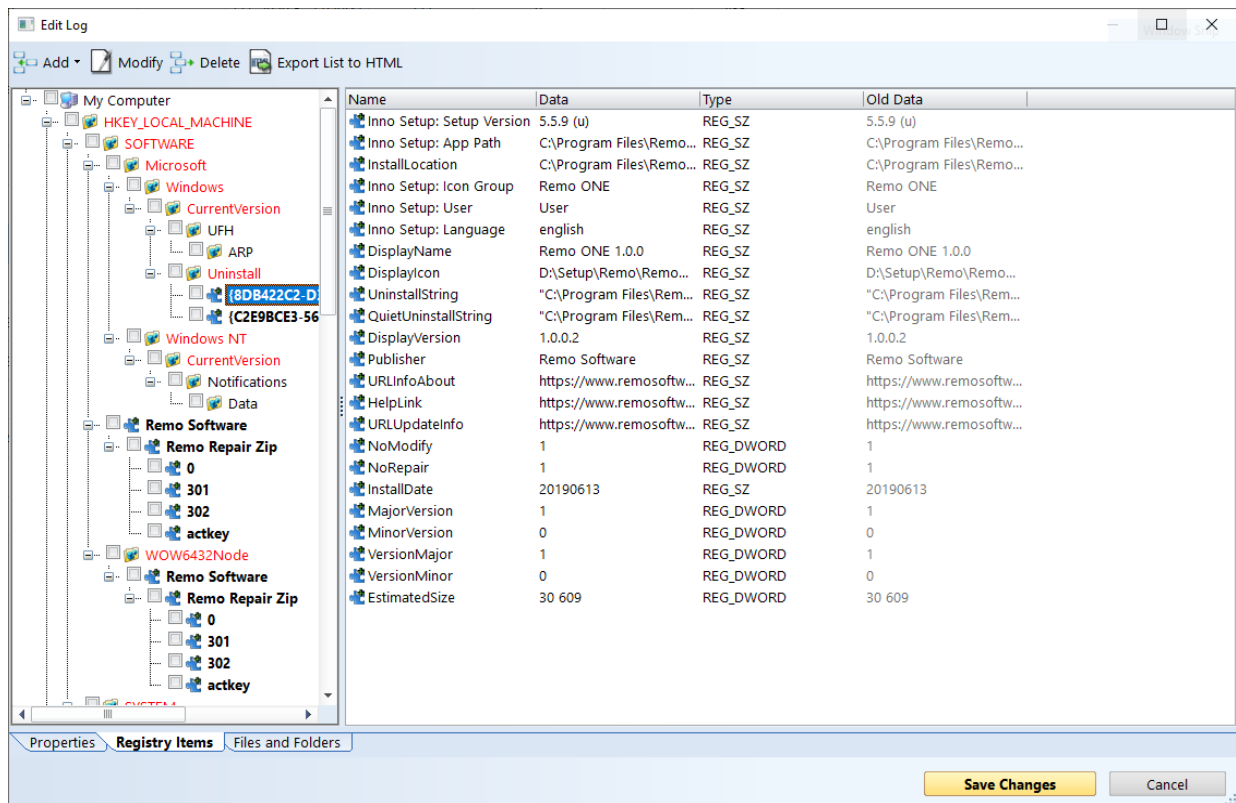 Edit Log
Add Modify Delete Export List to HTML
My Computer
HKEY_LOCAL_MACHINE
SOFTWARE
Microsoft
Windows
CurrentVersion
UFH
ARP
Uninstall
{8DB422C2-D
{C2E9BCE3-56
Windows NT
CurrentVersion
Notifications
Data
Remo Software
Remo Repair Zip
0
301
302
actkey
WOW6432Node
Remo Software
Remo Repair Zip
0
301
302
actkey
SYSTEM
Name Data Type Old Data
Inno Setup: Setup Version 5.5.9 (u) REG_SZ 5.5.9 (u)
Inno Setup: App Path C:\Program Files\Remo... REG_SZ C:\Program Files\Remo...
InstallLocation C:\Program Files\Remo... REG_SZ C:\Program Files\Remo...
Inno Setup: Icon Group Remo ONE REG_SZ Remo ONE
Inno Setup: User User REG_SZ User
Inno Setup: Language english REG_SZ english
DisplayName Remo ONE 1.0.0 REG_SZ Remo ONE 1.0.0
DisplayIcon D:\Setup\Remo\Remo... REG_SZ D:\Setup\Remo\Remo...
UninstallString "C:\Program Files\Rem... REG_SZ "C:\Program Files\Rem...
QuietUninstallString "C:\Program Files\Rem... REG_SZ "C:\Program Files\Rem...
DisplayVersion 1.0.0.2 REG_SZ 1.0.0.2
Publisher Remo Software REG_SZ Remo Software
URLInfoAbout https://www.remosoftw... REG_SZ https://www.remosoftw...
HelpLink https://www.remosoftw... REG_SZ https://www.remosoftw...
URLUpdateInfo https://www.remosoftw... REG_SZ https://www.remosoftw...
NoModify 1 REG_DWORD 1
NoRepair 1 REG_DWORD 1
InstallDate 20190613 REG_SZ 20190613
MajorVersion 1 REG_DWORD 1
MinorVersion 0 REG_DWORD 0
VersionMajor 1 REG_DWORD 1
VersionMinor 0 REG_DWORD 0
EstimatedSize 30 609 REG_DWORD 30 609
Properties Registry Items Files and Folders
Save Changes Cancel